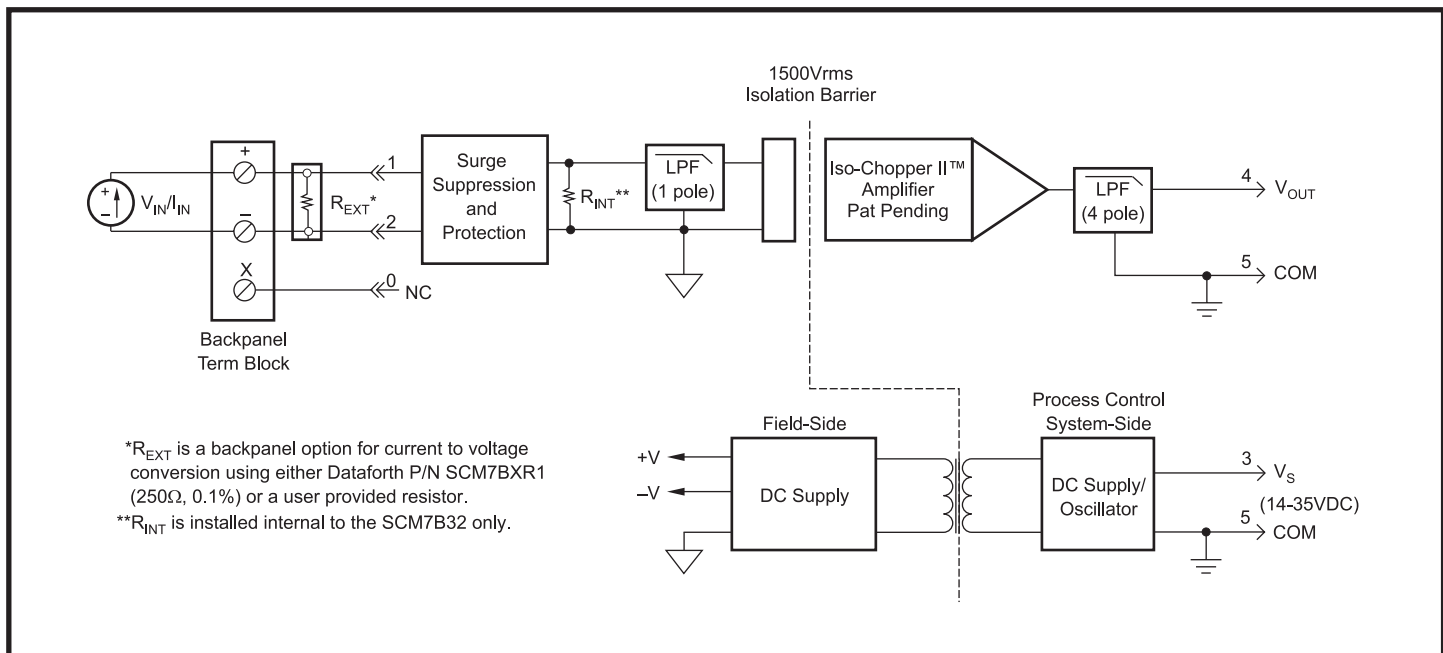 1500Vrms
Isolation Barrier
+
−
X
+
−
V_IN/I_IN
R_EXT*
1
2
0
NC
Backpanel
Term Block
Surge
Suppression
and
Protection
R_INT**
LPF
(1 pole)
Iso-Chopper II™
Amplifier
Pat Pending
LPF
(4 pole)
4
V_OUT
5
COM
*R_EXT is a backpanel option for current to voltage
conversion using either Dataforth P/N SCM7BXR1
(250Ω, 0.1%) or a user provided resistor.
**R_INT is installed internal to the SCM7B32 only.
Field-Side
+V
−V
DC Supply
Process Control
System-Side
DC Supply/
Oscillator
3
V_S
(14-35VDC)
5
COM